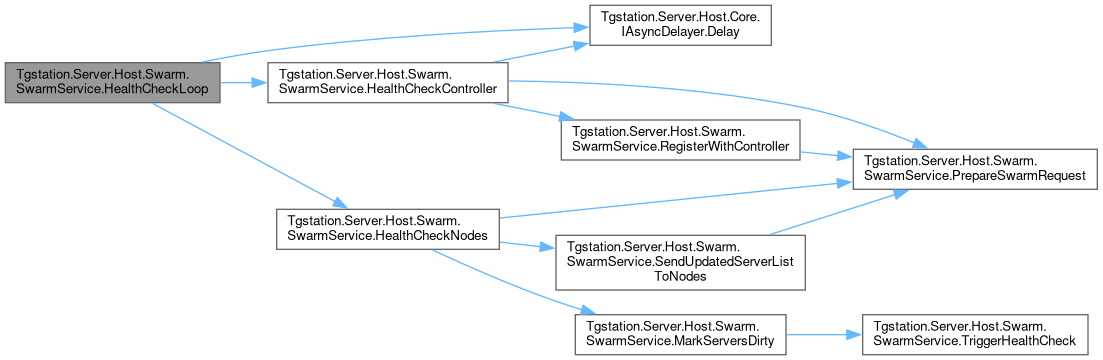 Tgstation.Server.Host.Core.
IAsyncDelayer.Delay
Tgstation.Server.Host.Swarm.
SwarmService.HealthCheckLoop
Tgstation.Server.Host.Swarm.
SwarmService.HealthCheckController
Tgstation.Server.Host.Swarm.
SwarmService.RegisterWithController
Tgstation.Server.Host.Swarm.
SwarmService.PrepareSwarmRequest
Tgstation.Server.Host.Swarm.
SwarmService.HealthCheckNodes
Tgstation.Server.Host.Swarm.
SwarmService.SendUpdatedServerList
ToNodes
Tgstation.Server.Host.Swarm.
SwarmService.MarkServersDirty
Tgstation.Server.Host.Swarm.
SwarmService.TriggerHealthCheck